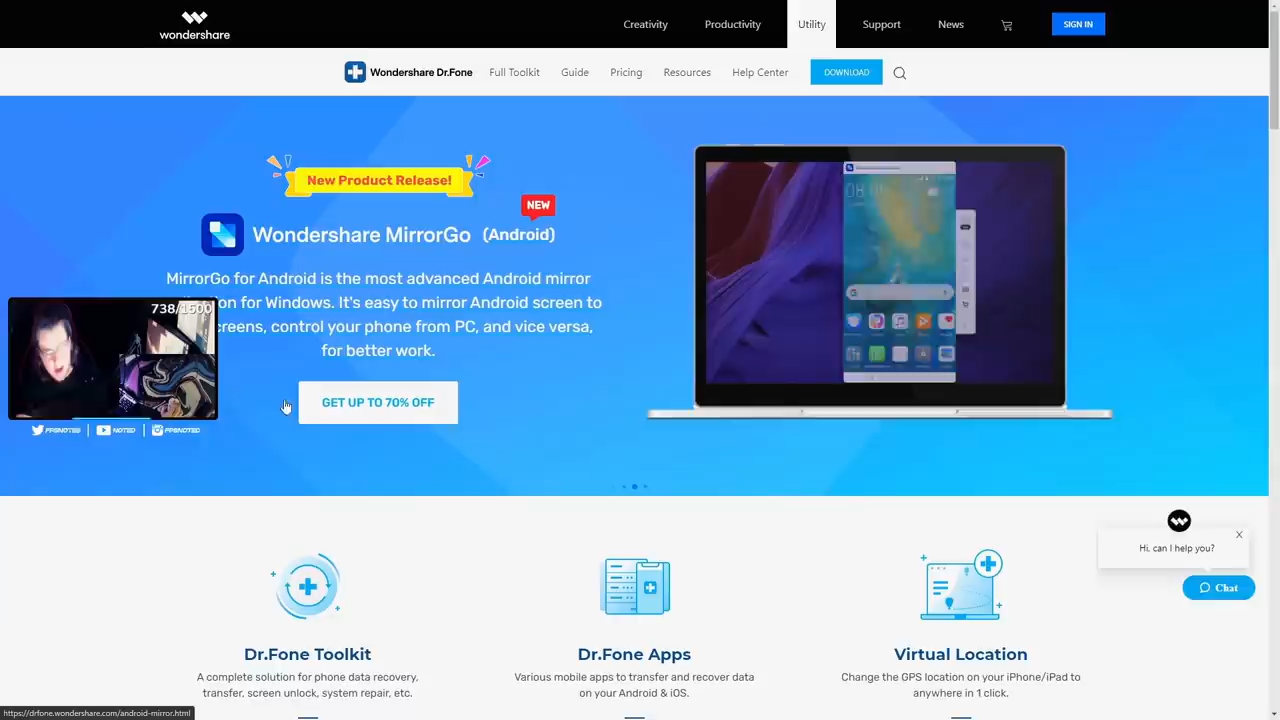 wondershare
Creativity
Productivity
Utility
Support
News
SIGN IN
Wondershare Dr.Fone
Full Toolkit
Guide
Pricing
Resources
Help Center
DOWNLOAD
New Product Release!
NEW
Wondershare MirrorGo (Android)
MirrorGo for Android is the most advanced Android mirror
on for Windows. It's easy to mirror Android screen to
creens, control your phone from PC, and vice versa,
for better work.
738/1500
GET UP TO 70% OFF
FPSNOTED
NOTED
FPSNOTED
Hi, can I help you?
Chat
Dr.Fone Toolkit
A complete solution for phone data recovery,
transfer, screen unlock, system repair, etc.
Dr.Fone Apps
Various mobile apps to transfer and recover data
on your Android & iOS.
Virtual Location
Change the GPS location on your iPhone/iPad to
anywhere in 1 click.
https://drfone.wondershare.com/android-mirror.html